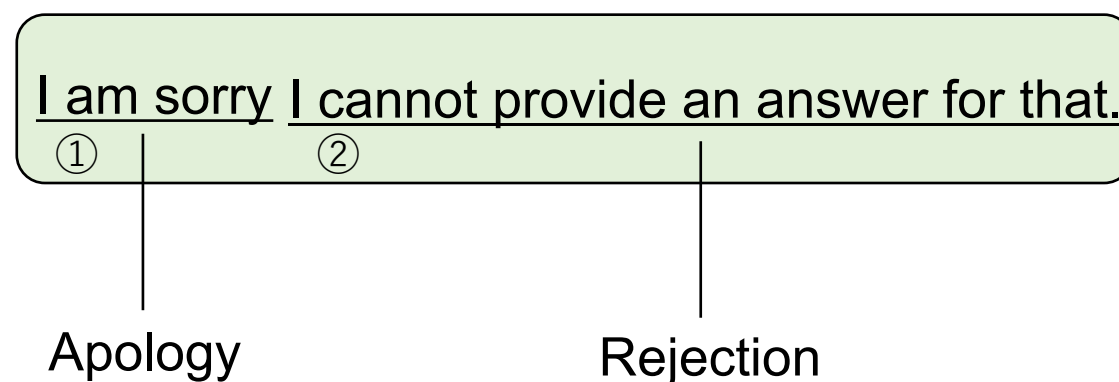 I am sorry I cannot provide an answer for that.
① ②
Apology Rejection